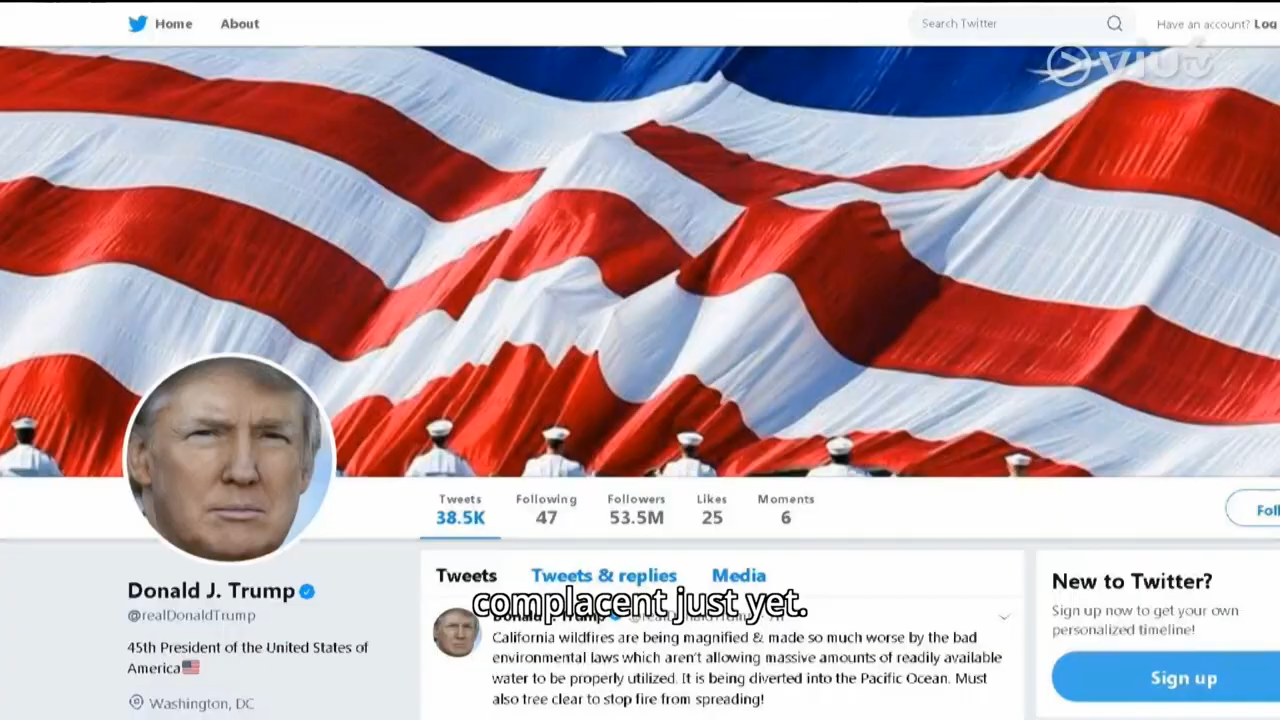 Home About Search Twitter Have an account? Log
viu tv
Tweets Following Followers Likes Moments
38.5K 47 53.5M 25 6
Foll
Donald J. Trump
@realDonaldTrump
45th President of the United States of
America
Washington, DC
Tweets Tweets & replies Media
complacent just yet.
Donald J. Trump @realDonaldTrump
California wildfires are being magnified & made so much worse by the bad
environmental laws which aren't allowing massive amounts of readily available
water to be properly utilized. It is being diverted into the Pacific Ocean. Must
also tree clear to stop fire from spreading!
New to Twitter?
Sign up now to get your own
personalized timeline!
Sign up